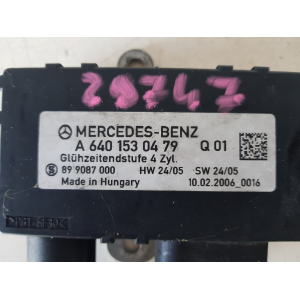 28747
MERCEDES-BENZ
A 640 153 04 79 Q 01
Glühzeitendstufe 4 Zyl.
89 9087 000 HW 24/05 SW 24/05
Made in Hungary 10.02.2006_0016